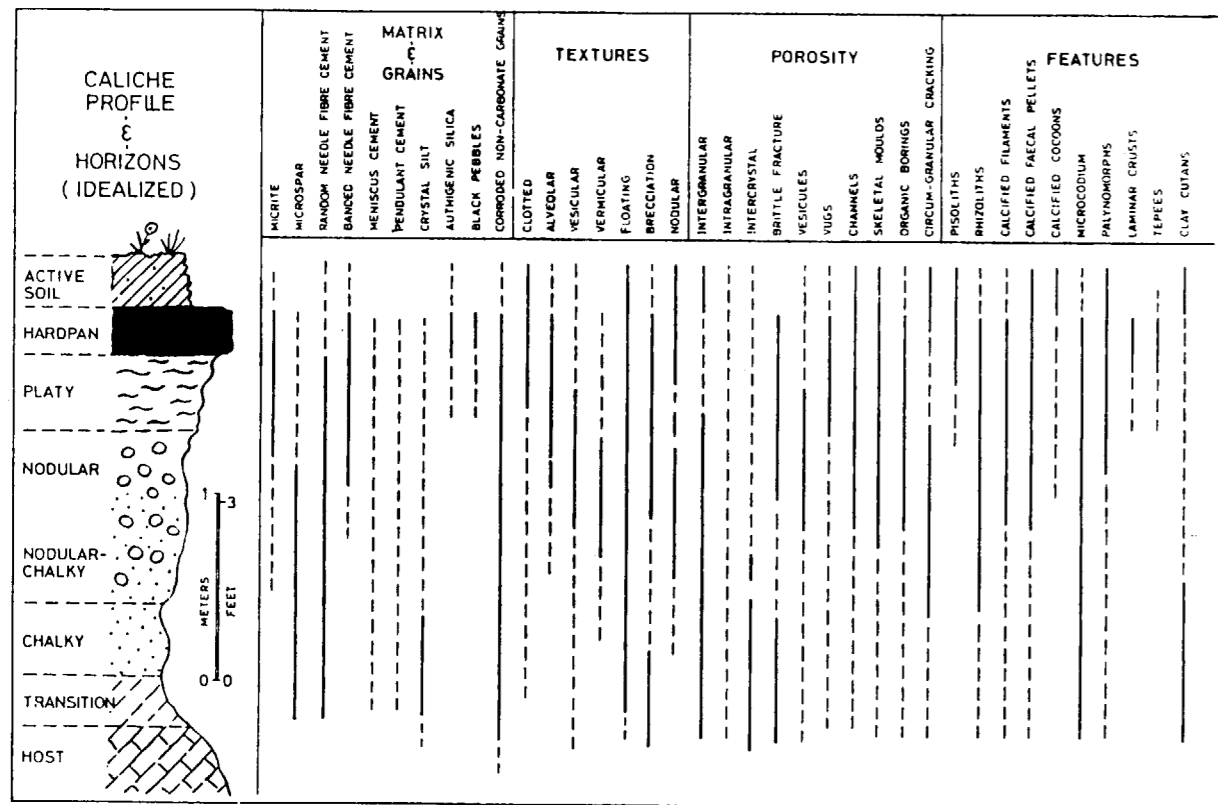 CALICHE
PROFILE
&
HORIZONS
(IDEALIZED)
MATRIX
&
GRAINS
TEXTURES
POROSITY
FEATURES
MICRITE
MICROSPAR
RANDOM NEEDLE FIBRE CEMENT
BANDED NEEDLE FIBRE CEMENT
MENISCUS CEMENT
PENDULANT CEMENT
CRYSTAL SILT
AUTHIGENIC SILICA
BLACK PEBBLES
CORRODED NON-CARBONATE GRAINS
CLOTTED
ALVEOLAR
VESICULAR
VERMICULAR
FLOATING
BRECCIATION
NODULAR
INTERGRANULAR
INTRAGRANULAR
INTERCRYSTAL
BRITTLE FRACTURE
VESICULES
VUGS
CHANNELS
SKELETAL MOULDS
ORGANIC BORINGS
CIRCUM-GRANULAR CRACKING
PISOLITHS
RHIZOLITHS
CALCIFIED FILAMENTS
CALCIFIED FAECAL PELLETS
CALCIFIED COCOONS
MICROCODIUM
PALYNOMORPHS
LAMINAR CRUSTS
TEPEES
CLAY CUTANS
ACTIVE
SOIL
HARDPAN
PLATY
NODULAR
NODULAR-
CHALKY
CHALKY
TRANSITION
HOST
1
3
METERS
FEET
0
0